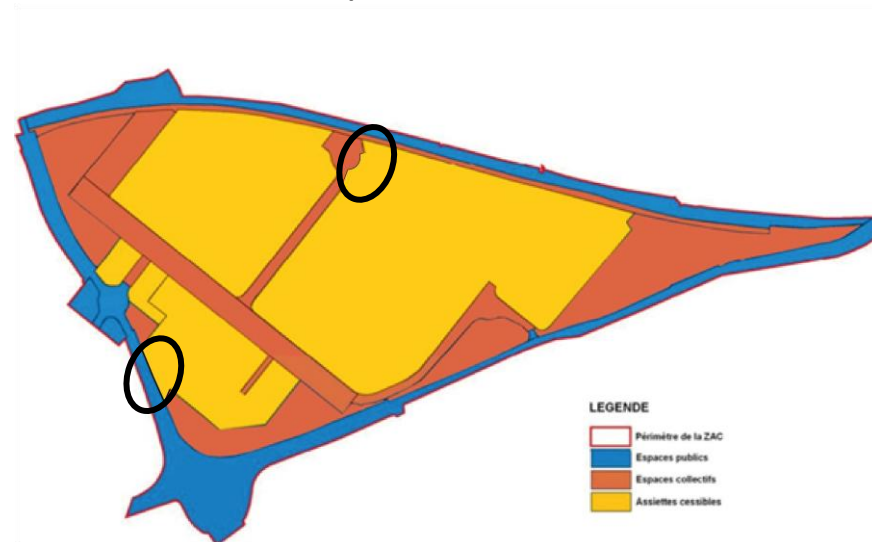 LEGENDE
Périmètre de la ZAC
Espaces publics
Espaces collectifs
Assiettes cessibles